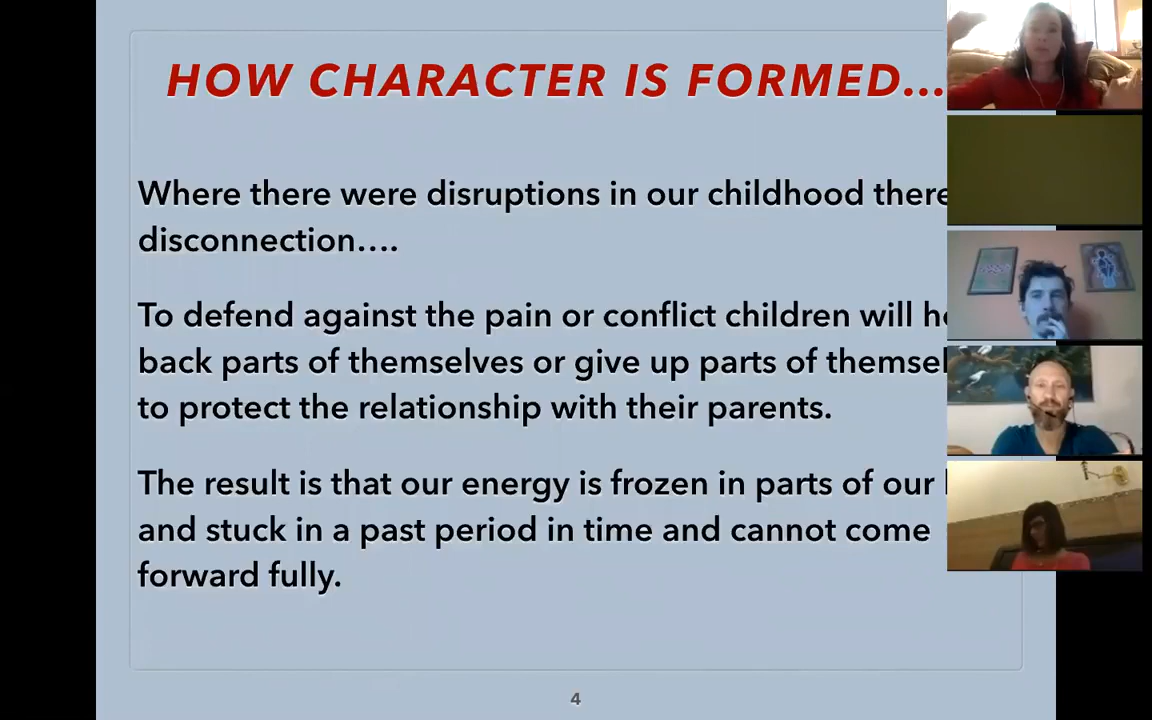 HOW CHARACTER IS FORMED...
Where there were disruptions in our childhood there
disconnection....
To defend against the pain or conflict children will
back parts of themselves or give up parts of
to protect the relationship with their parents.
The result is that our energy is frozen in parts of our
and stuck in a past period in time and cannot come
forward fully.
4